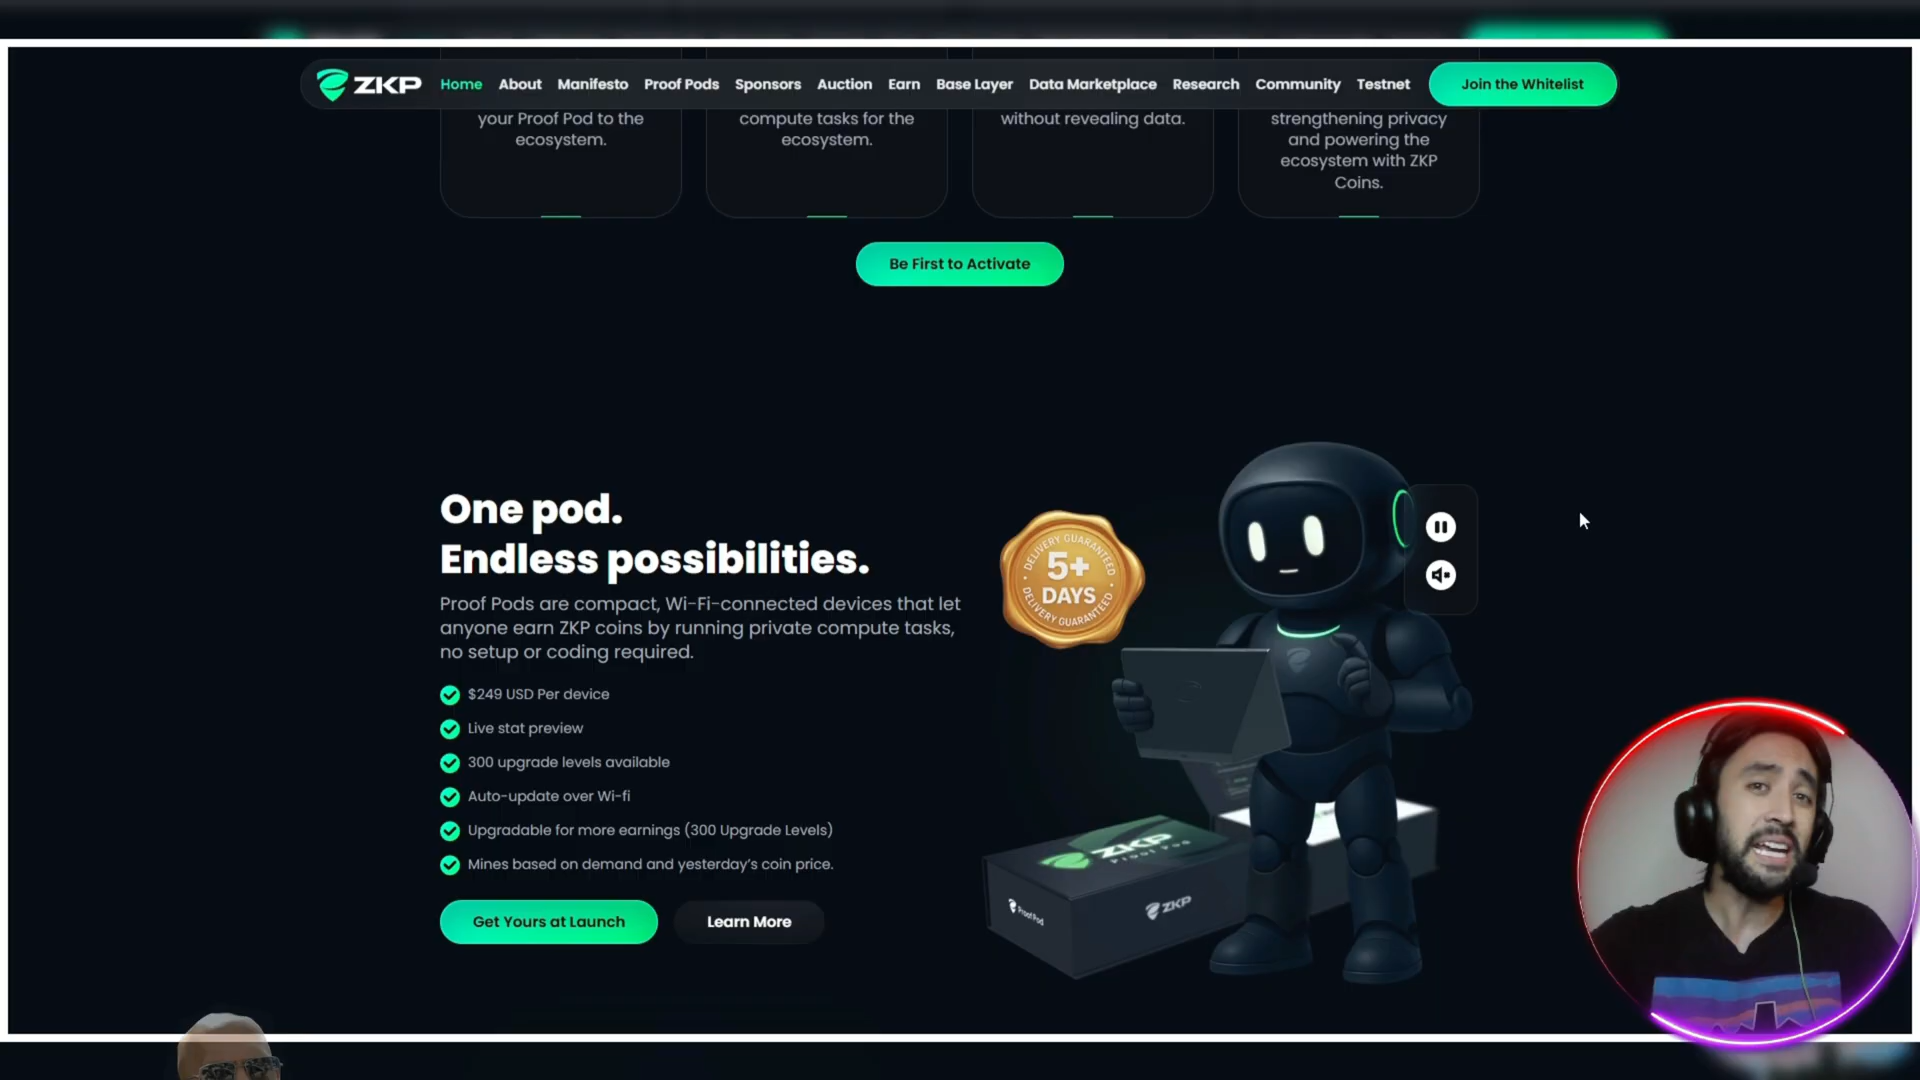 ZKP
Home About Manifesto Proof Pods Sponsors Auction Earn Base Layer Data Marketplace Research Community Testnet
Join the Whitelist
your Proof Pod to the
ecosystem.
compute tasks for the
ecosystem.
without revealing data.
strengthening privacy
and powering the
ecosystem with ZKP
Coins.
Be First to Activate
One pod.
Endless possibilities.
Proof Pods are compact, Wi-Fi-connected devices that let
anyone earn ZKP coins by running private compute tasks,
no setup or coding required.
$249 USD Per device
Live stat preview
300 upgrade levels available
Auto-update over Wi-fi
Upgradable for more earnings (300 Upgrade Levels)
Mines based on demand and yesterday's coin price.
Get Yours at Launch
Learn More
DELIVERY GUARANTEED
5+
DAYS
DELIVERY GUARANTEED
ZKP
Proof Pod
Proof Pod
ZKP